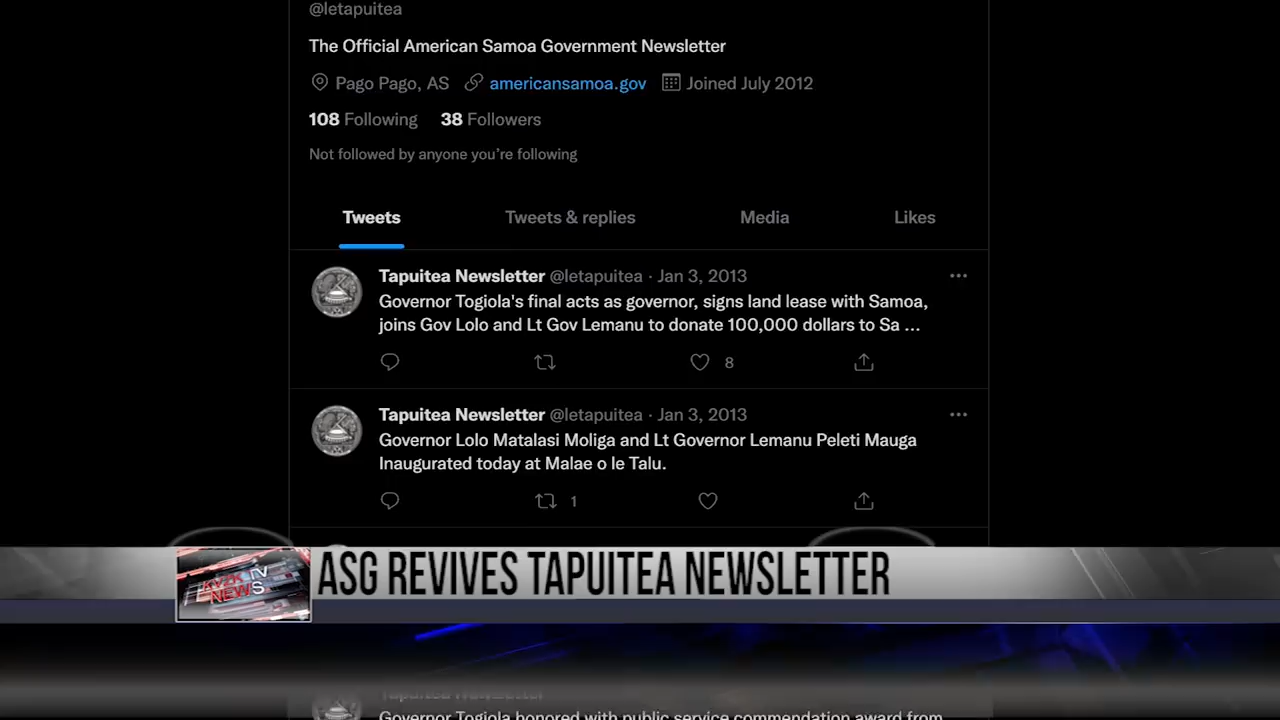 @letapuitea
The Official American Samoa Government Newsletter
Pago Pago, AS americansamoa.gov Joined July 2012
108 Following 38 Followers
Not followed by anyone you’re following
Tweets Tweets & replies Media Likes
Tapuitea Newsletter @letapuitea · Jan 3, 2013 ...
Governor Togiola's final acts as governor, signs land lease with Samoa,
joins Gov Lolo and Lt Gov Lemanu to donate 100,000 dollars to Sa ...
8
Tapuitea Newsletter @letapuitea · Jan 3, 2013 ...
Governor Lolo Matalasi Moliga and Lt Governor Lemanu Peleti Mauga
Inaugurated today at Malae o le Talu.
1
KVZK TV
NEWS
ASG REVIVES TAPUITEA NEWSLETTER
Tapuitea Newsletter
Governor Togiola honored with public service commendation award from